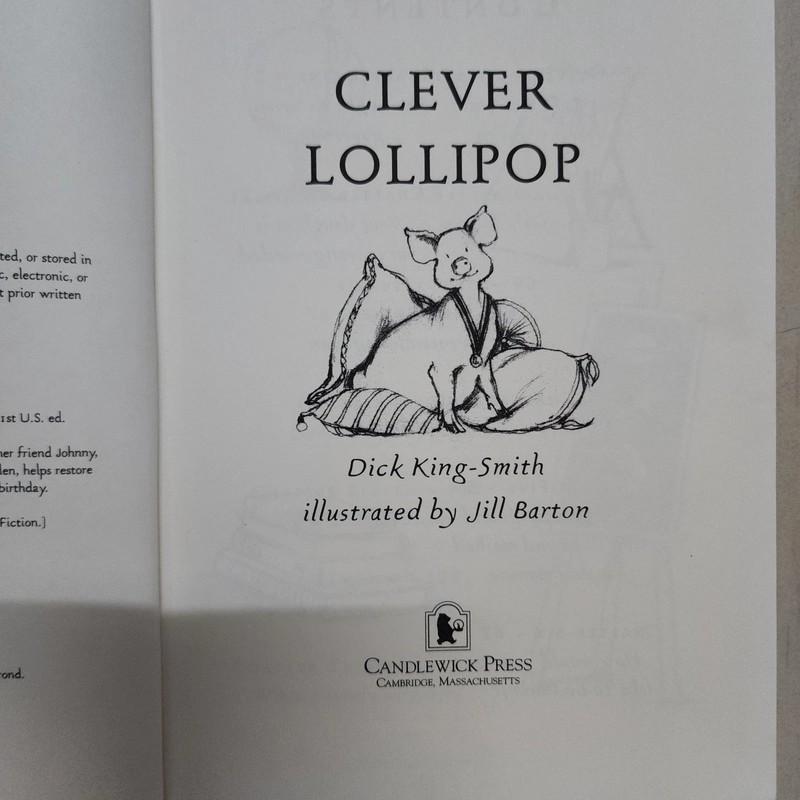 ted, or stored in
c, electronic, or
t prior written
1st U.S. ed.
her friend Johnny,
den, helps restore
birthday.
Fiction.]
rond.
CLEVER
LOLLIPOP
Dick King-Smith
illustrated by Jill Barton
CANDLEWICK PRESS
CAMBRIDGE, MASSACHUSETTS